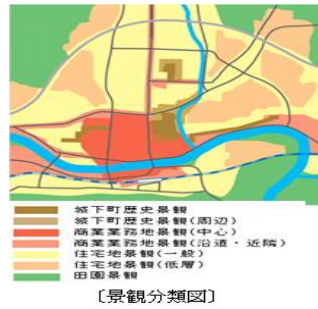 城下町歴史景観
城下町歴史景観(周辺)
商業業務地景観(中心)
商業業務地景観(沿道・近隣)
住宅地景観(一般)
住宅地景観(低層)
田園景観
〔景観分類図〕